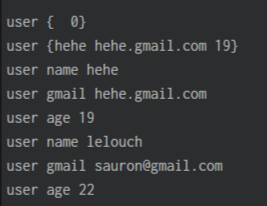 user {  0}
user {hehe hehe.gmail.com 19}
user name hehe
user gmail hehe.gmail.com
user age 19
user name lelouch
user gmail sauron@gmail.com
user age 22